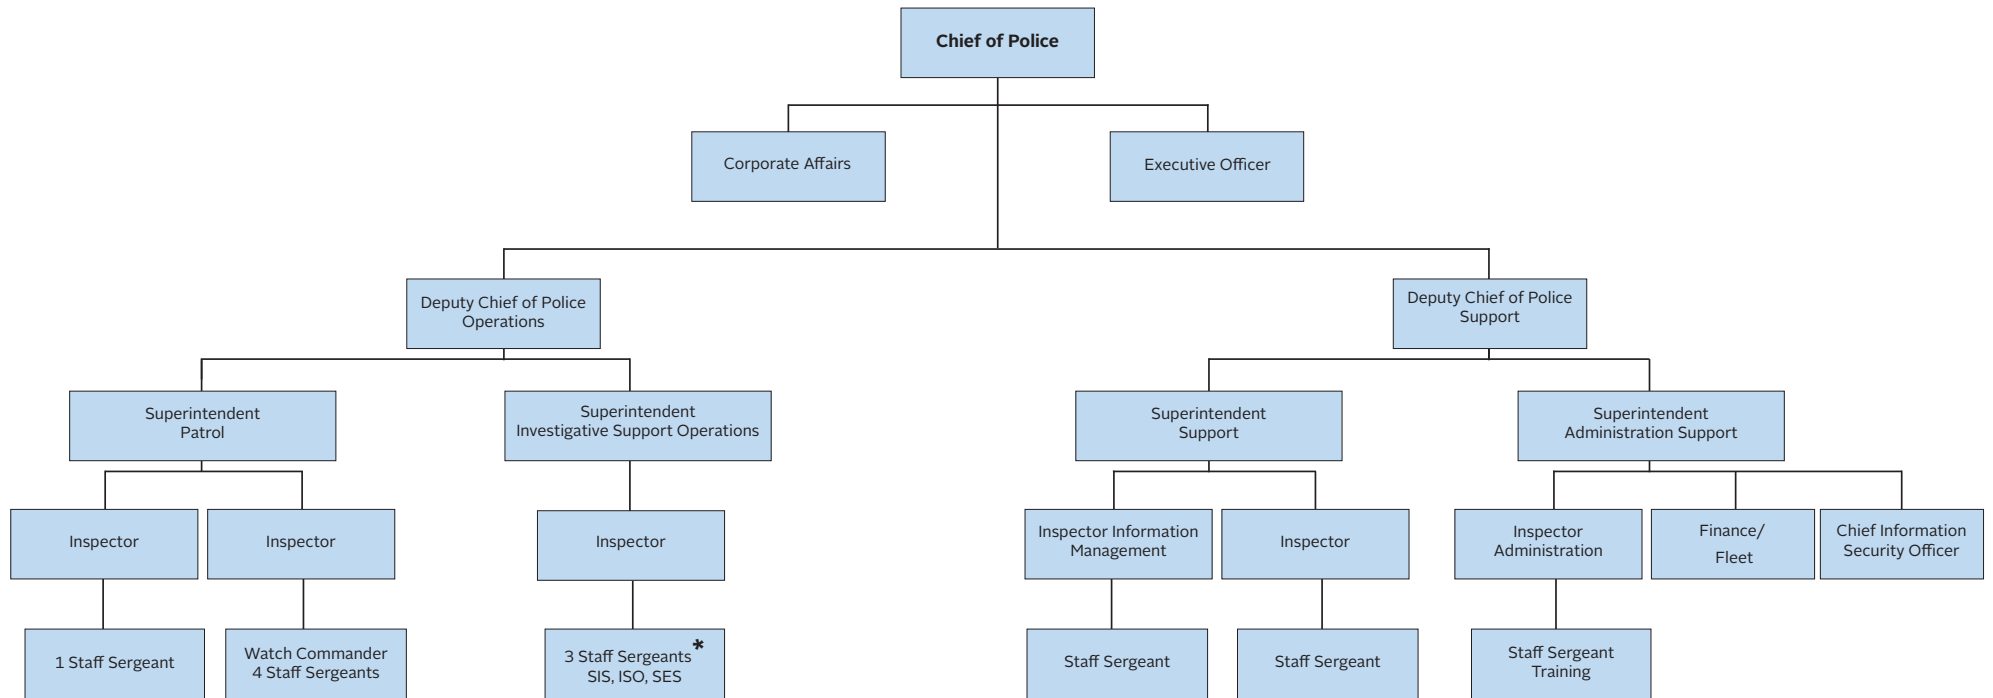 Chief of Police
Corporate Affairs
Executive Officer
Deputy Chief of Police
Operations
Deputy Chief of Police
Support
Superintendent
Patrol
Superintendent
Investigative Support Operations
Superintendent
Support
Superintendent
Administration Support
Inspector
Inspector
Inspector
Inspector Information
Management
Inspector
Inspector
Administration
Finance/
Fleet
Chief Information
Security Officer
1 Staff Sergeant
Watch Commander
4 Staff Sergeants
3 Staff Sergeants*
SIS, ISO, SES
Staff Sergeant
Staff Sergeant
Staff Sergeant
Training